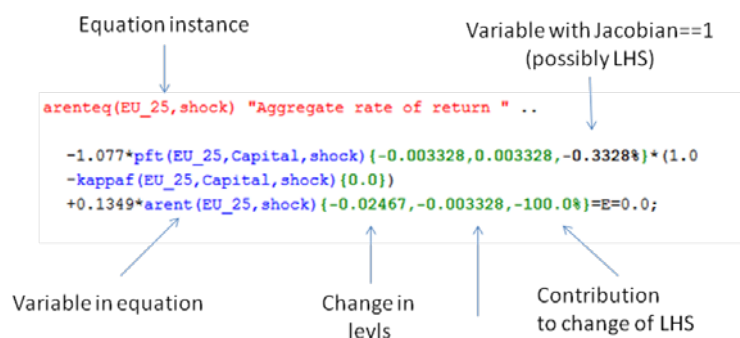 Equation instance
Variable with Jacobian==1
(possibly LHS)
arenteq(EU_25,shock) "Aggregate rate of return " ..
-1.077*pft(EU_25,Capital,shock){-0.003328,0.003328,-0.3328%}*(1.0
-kappaf(EU_25,Capital,shock){0.0})
+0.1349*arent(EU_25,shock){-0.02467,-0.003328,-100.0%}=E=0.0;
Variable in equation
Change in
levls
Contribution
to change of LHS